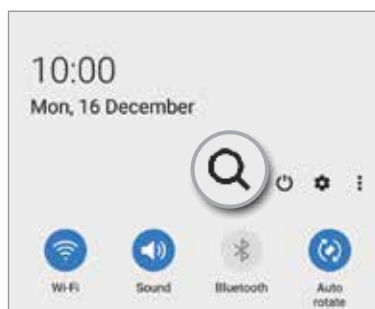 10:00
Mon, 16 December
Wi-Fi
Sound
Bluetooth
Auto
rotate